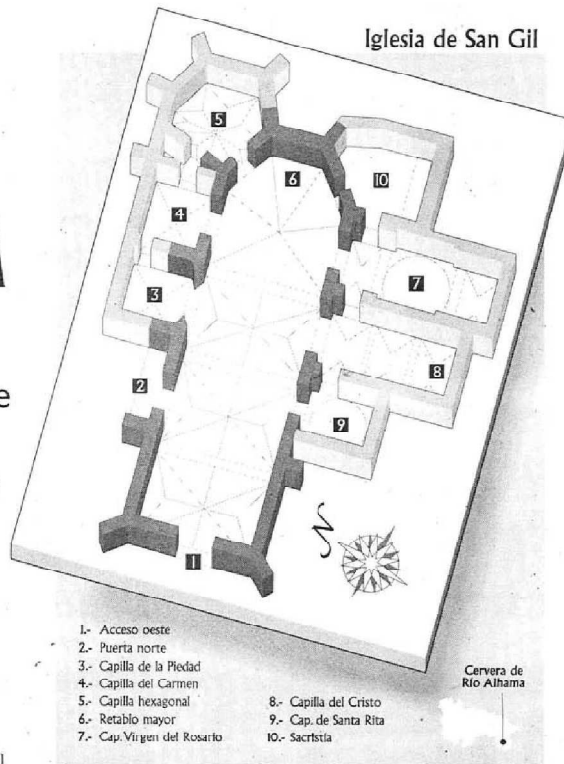 Iglesia de San Gil
5
6
10
4
7
3
8
2
e
9
N
1
1.- Acceso oeste
2.- Puerta norte
3.- Capilla de la Piedad
4.- Capilla del Carmen
5.- Capilla hexagonal
6.- Retablo mayor
7.- Cap. Virgen del Rosario
8.- Capilla del Cristo
9.- Cap. de Santa Rita
10.- Sacristía
Cervera de
Río Alhama